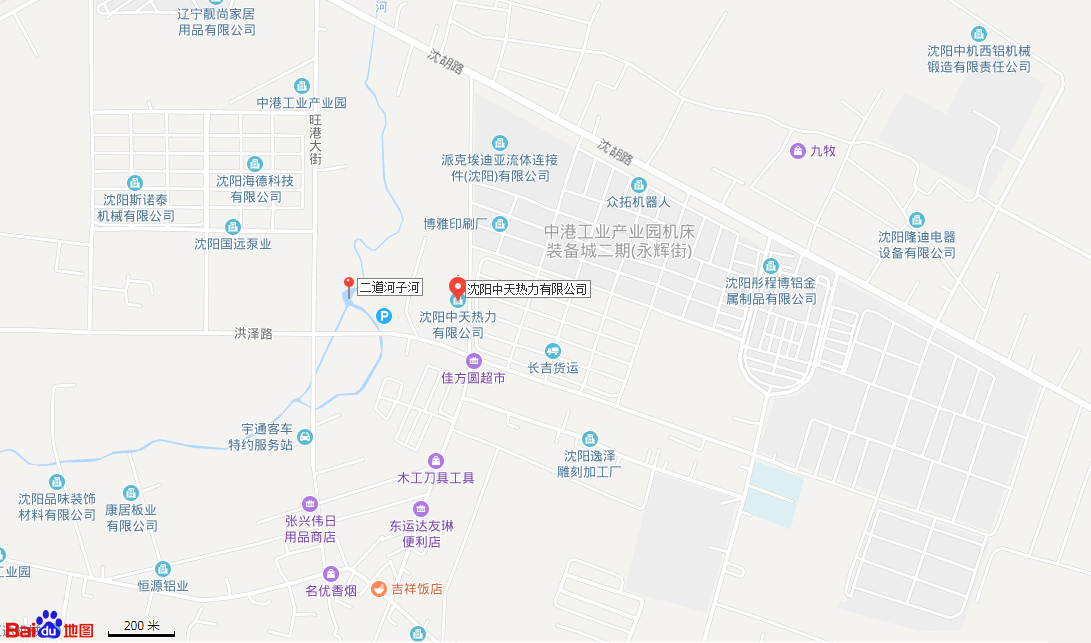 河
辽宁靓尚家居
用品有限公司
沈胡路
沈阳中机西铝机械
锻造有限责任公司
中港工业产业园
旺港大街
沈胡路
九牧
派克埃迪亚流体连接
件(沈阳)有限公司
沈阳海德科技
有限公司
沈阳斯诺泰
机械有限公司
众拓机器人
博雅印刷厂
中港工业产业园机床
装备城二期(永辉街)
沈阳国远泵业
沈阳隆迪电器
设备有限公司
沈阳彤程博铝金
属制品有限公司
二道河子河
沈阳中天热力有限公司
P
沈阳中天热力
有限公司
洪泽路
长吉货运
佳方圆超市
宇通客车
特约服务站
沈阳逸泽
雕刻加工厂
木工刀具工具
沈阳品味装饰
材料有限公司
康居板业
有限公司
张兴伟日
用品商店
东运达友琳
便利店
工业园
恒源铝业
名优香烟
吉祥饭店
Bai du 地图
200 米